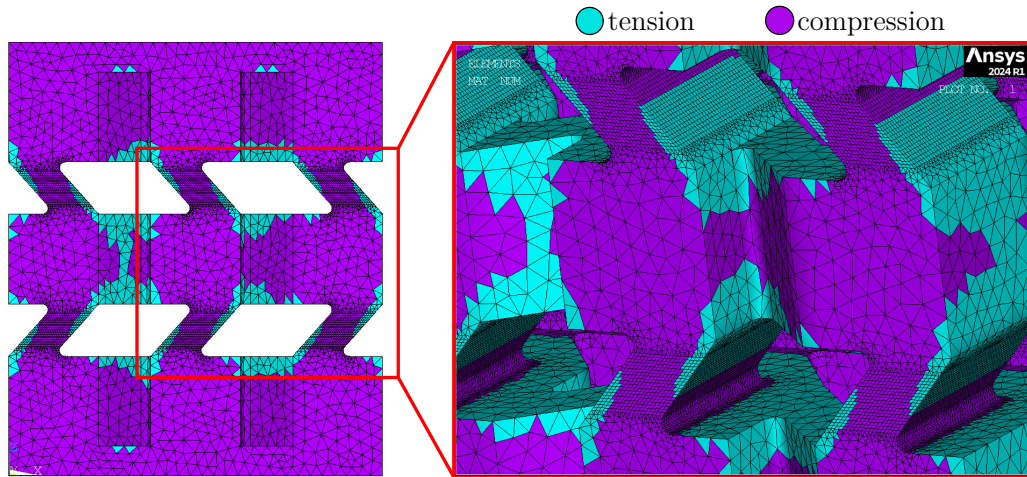 tension compression
Ansys
2024 R1
ELEMENTS
MAT NUM
PLOT NO. 1
X